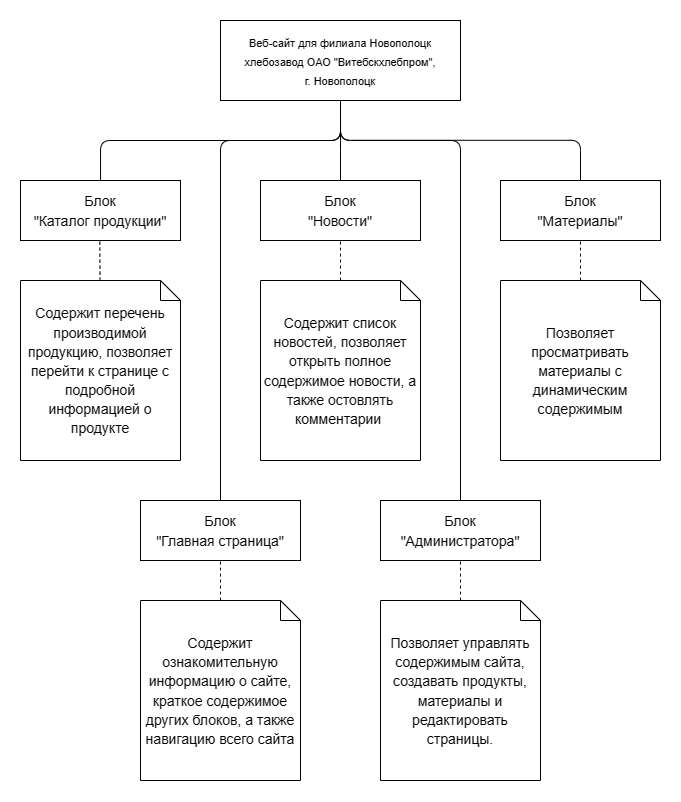 Веб-сайт для филиала Новополоцк
хлебозавод ОАО "Витебскхлебпром",
г. Новополоцк
Блок
"Каталог продукции"
Блок
"Новости"
Блок
"Материалы"
Содержит перечень
производимой
продукцию, позволяет
перейти к странице с
подробной
информацией о
продукте
Содержит список
новостей, позволяет
открыть полное
содержимое новости, а
также остовлять
комментарии
Позволяет
просматривать
материалы с
динамическим
содержимым
Блок
"Главная страница"
Блок
"Администратора"
Содержит
ознакомительную
информацию о сайте,
краткое содержимое
других блоков, а также
навигацию всего сайта
Позволяет управлять
содержимым сайта,
создавать продукты,
материалы и
редактировать
страницы.